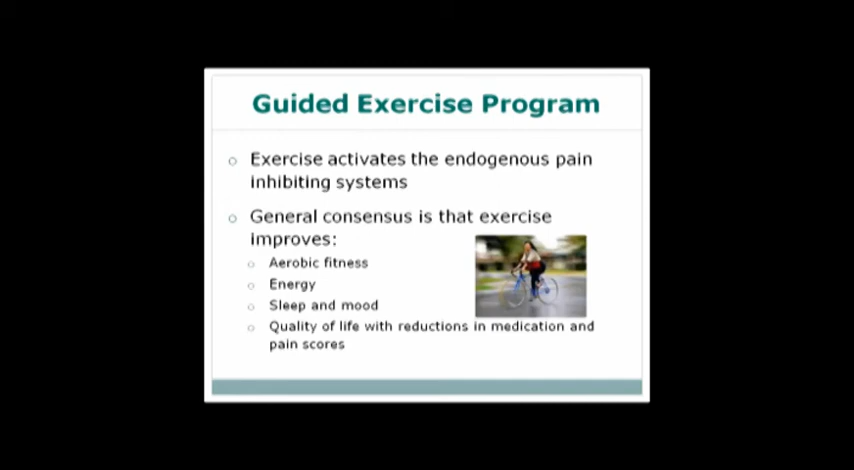 Guided Exercise Program
Exercise activates the endogenous pain
inhibiting systems
General consensus is that exercise
improves:
Aerobic fitness
Energy
Sleep and mood
Quality of life with reductions in medication and
pain scores